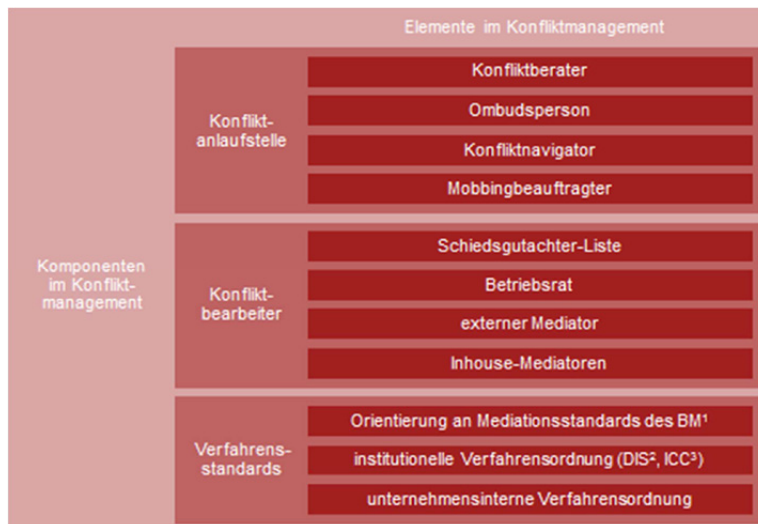 Elemente im Konfliktmanagement
Komponenten
im Konflikt-
management
Konflikt-
anlaufstelle
Konfliktberater
Ombudsperson
Konfliktnavigator
Mobbingbeauftragter
Konflikt-
bearbeiter
Schiedsgutachter-Liste
Betriebsrat
externer Mediator
Inhouse-Mediatoren
Verfahrens-
standards
Orientierung an Mediationsstandards des BM¹
institutionelle Verfahrensordnung (DIS², ICC³)
unternehmensinterne Verfahrensordnung